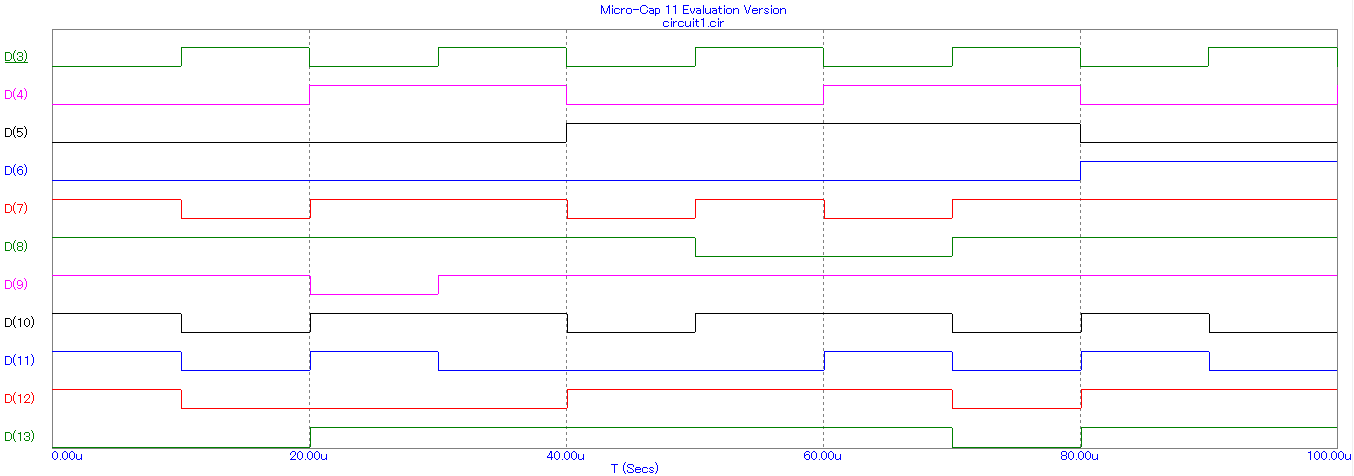 Micro-Cap 11 Evaluation Version
circuit1.cir
D(3)
D(4)
D(5)
D(6)
D(7)
D(8)
D(9)
D(10)
D(11)
D(12)
D(13)
0.00u 20.00u 40.00u 60.00u 80.00u 100.00u
T (Secs)